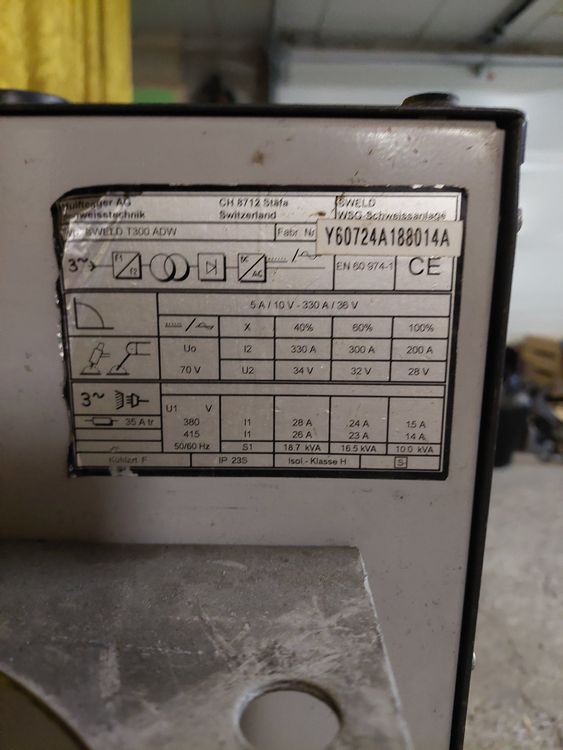 CH 8712 Stäfa
Switzerland
SWELD
WSG Schweissanlage
SWELD T300 ADW
Fabr. Nr
Y60724A188014A
3~ f1 f2 DC AC EN 60 974-1 CE
5 A / 10 V - 330 A / 36 V
X 40% 60% 100%
Uo I2 330 A 300 A 200 A
70 V U2 34 V 32 V 28 V
3~
U1 V
35 A tr 380 I1 28 A 24 A 15 A
415 I1 26 A 23 A 14 A
50/60 Hz S1 18.7 kVA 16.5 kVA 10.0 kVA
Kühlart F IP 23S Isol - Klasse H S